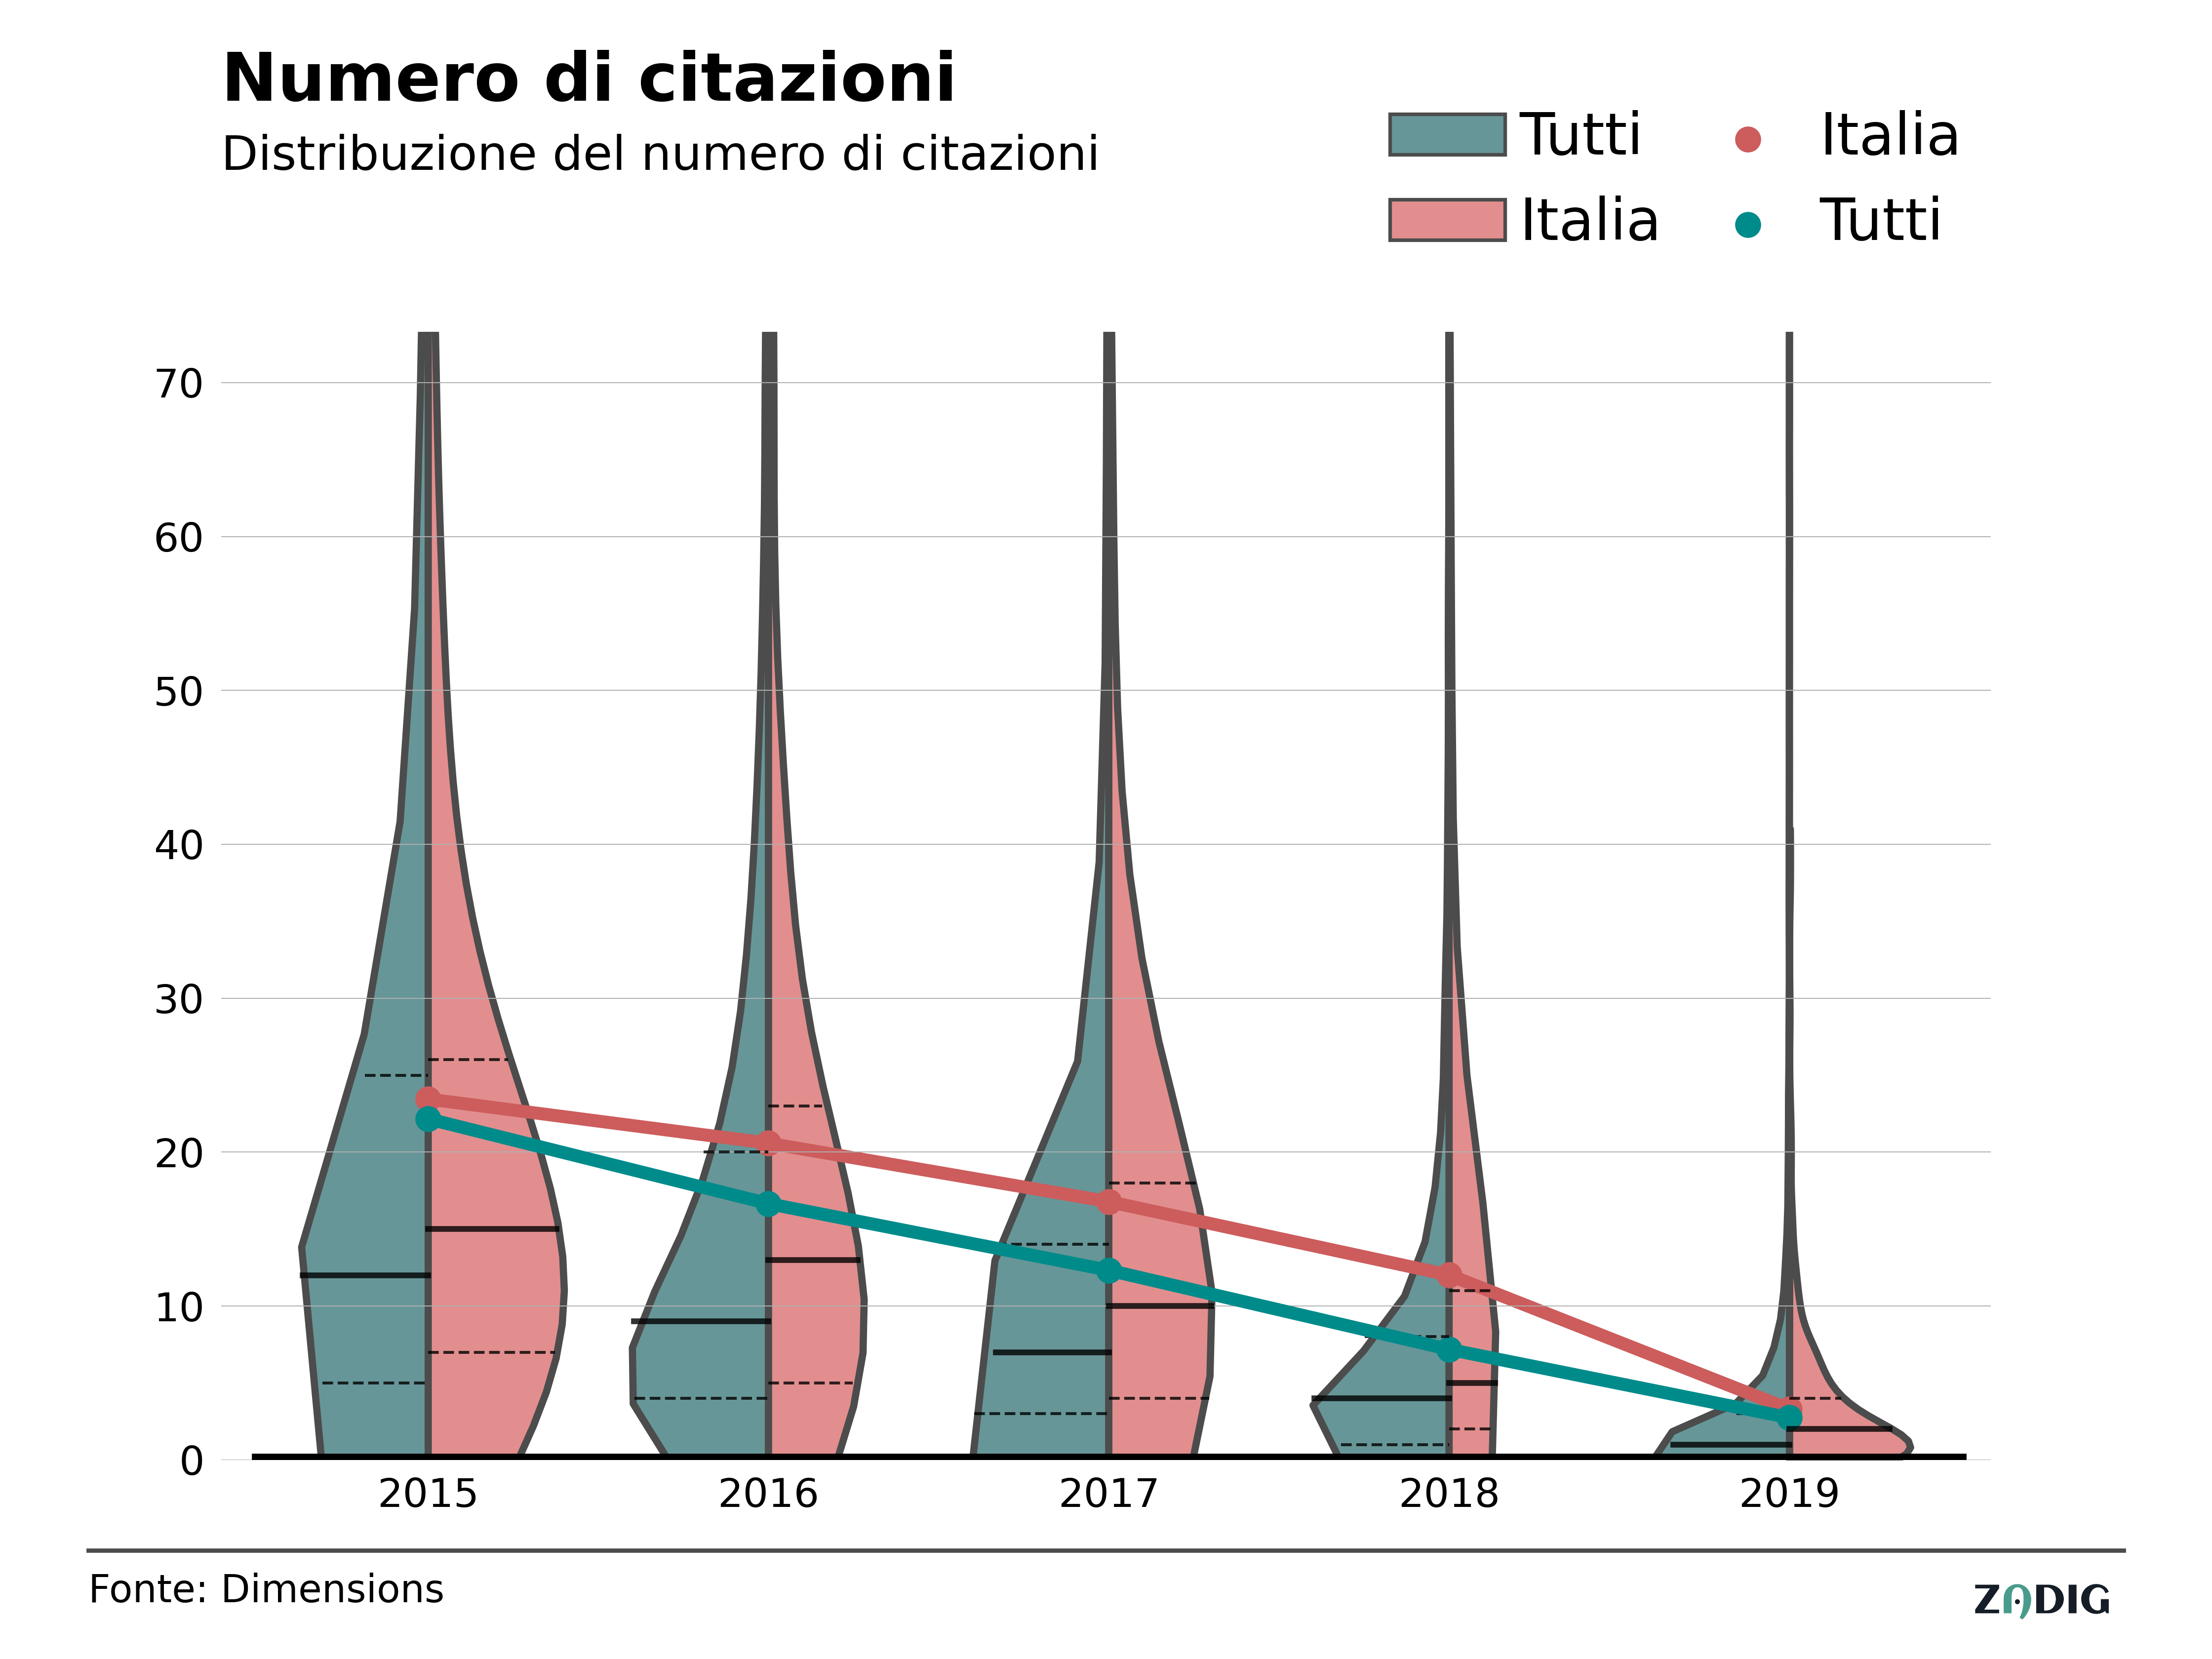 Numero di citazioni
Distribuzione del numero di citazioni
Tutti
Italia
Italia
Tutti
70
60
50
40
30
20
10
0
2015 2016 2017 2018 2019
Fonte: Dimensions
ZADIG